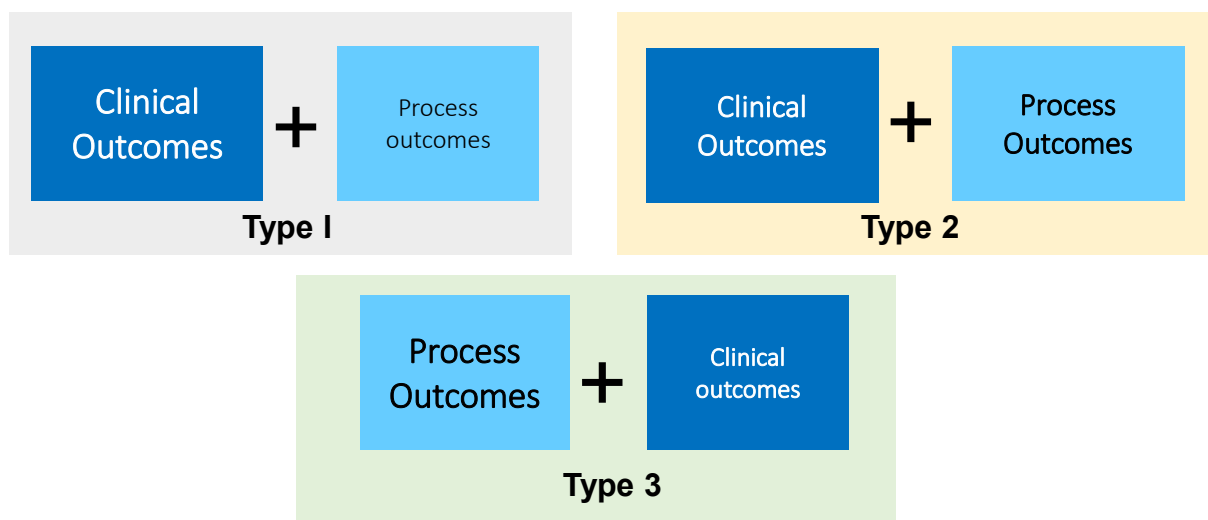 Clinical
Outcomes
+
Process
outcomes
Type I
Clinical
Outcomes
+
Process
Outcomes
Type 2
Process
Outcomes
+
Clinical
outcomes
Type 3